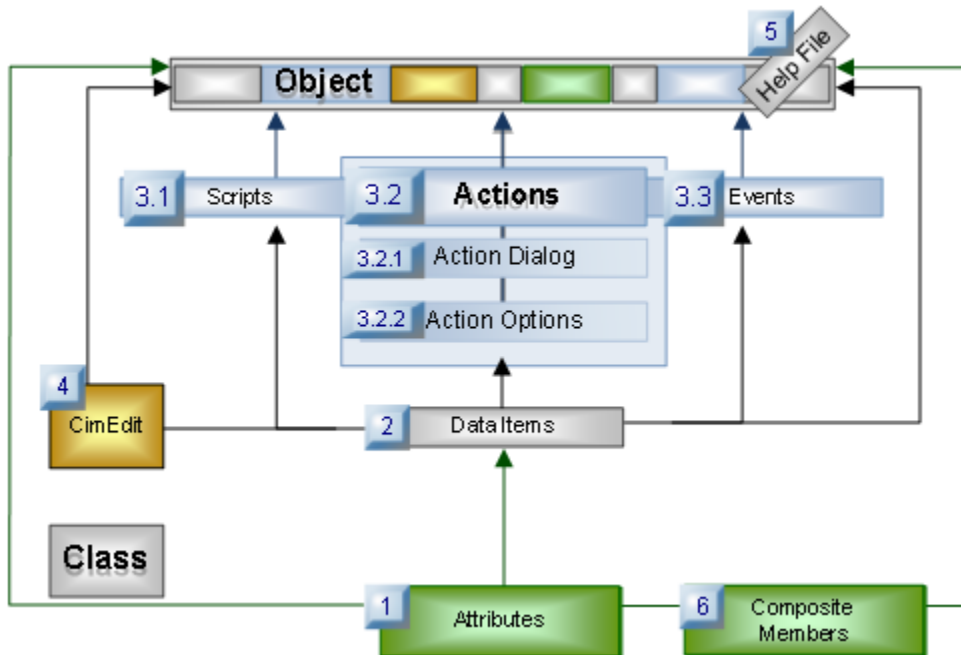 5
Help File
Object
3.1
Scripts
3.2
Actions
3.3
Events
3.2.1
Action Dialog
3.2.2
Action Options
4
CimEdit
2
Data Items
Class
1
Attributes
6
Composite
Members